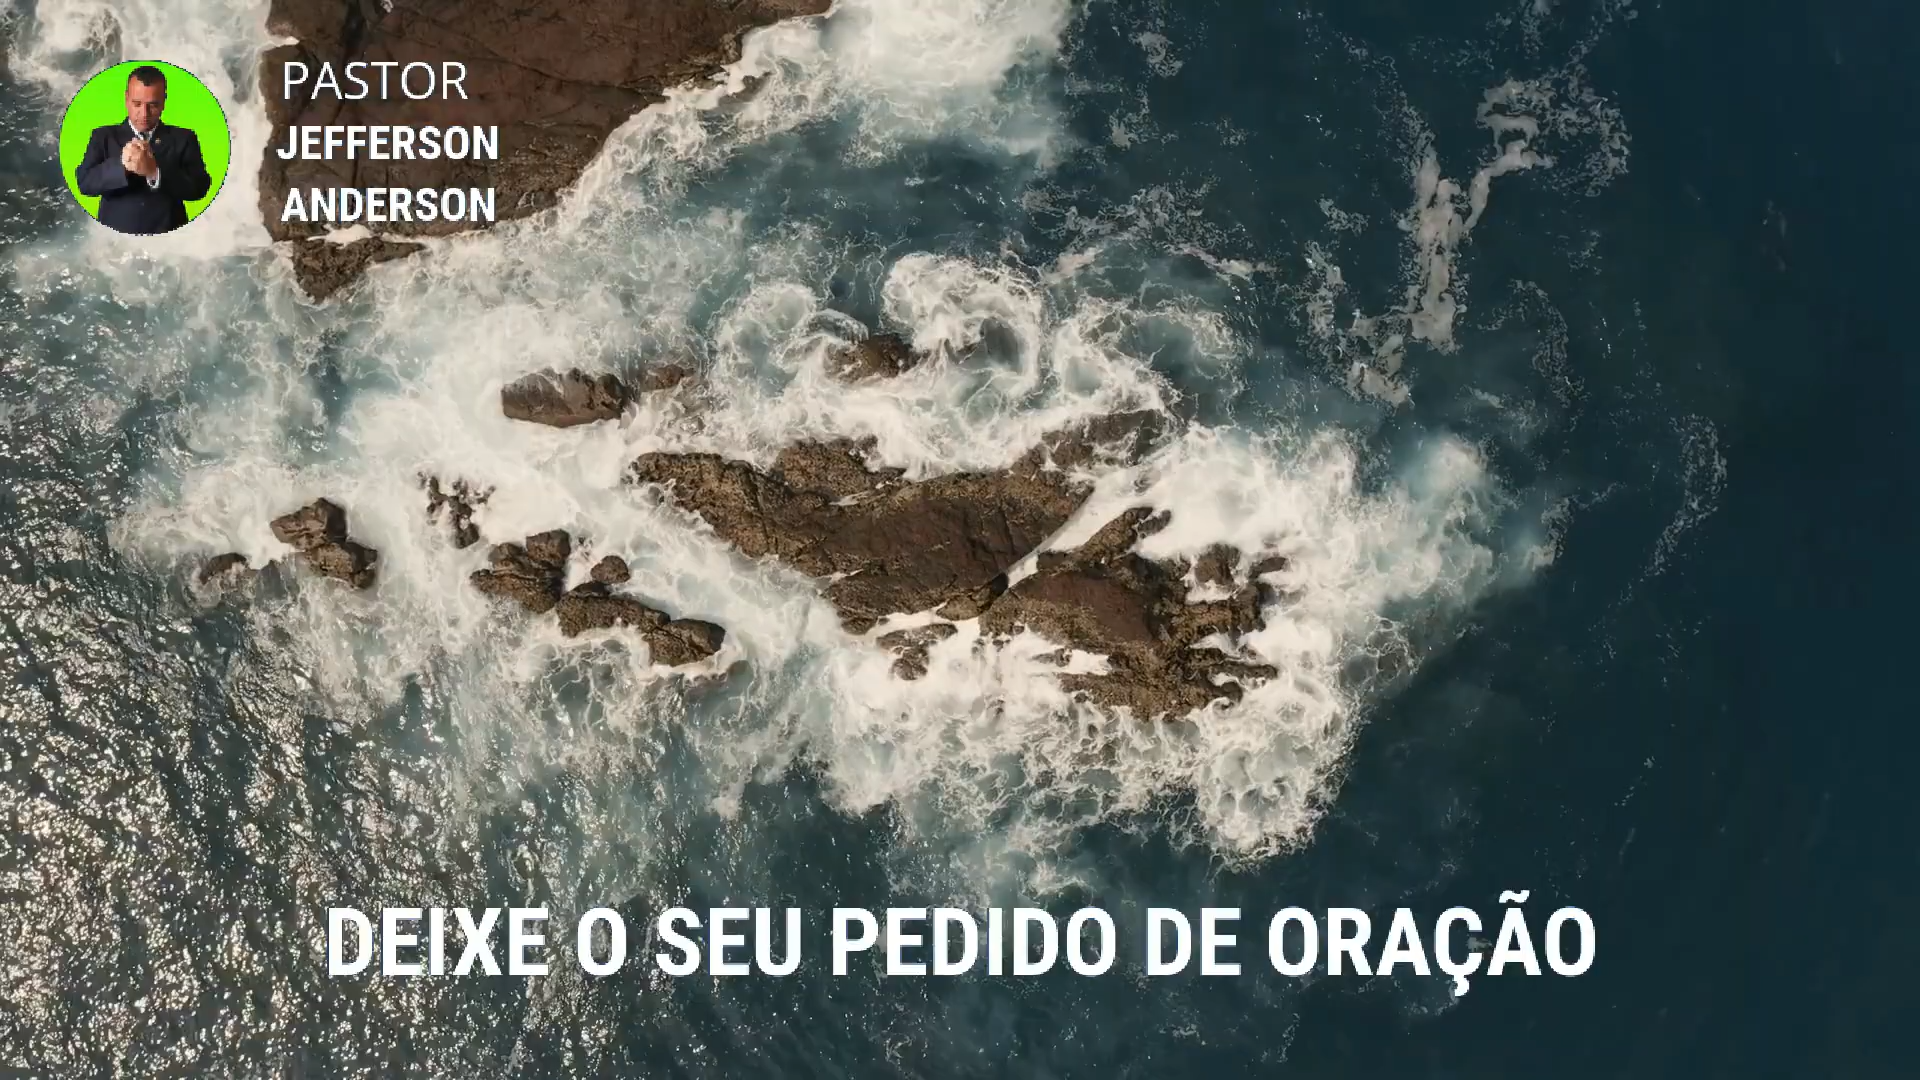 PASTOR
JEFFERSON
ANDERSON
DEIXE O SEU PEDIDO DE ORAÇÃO